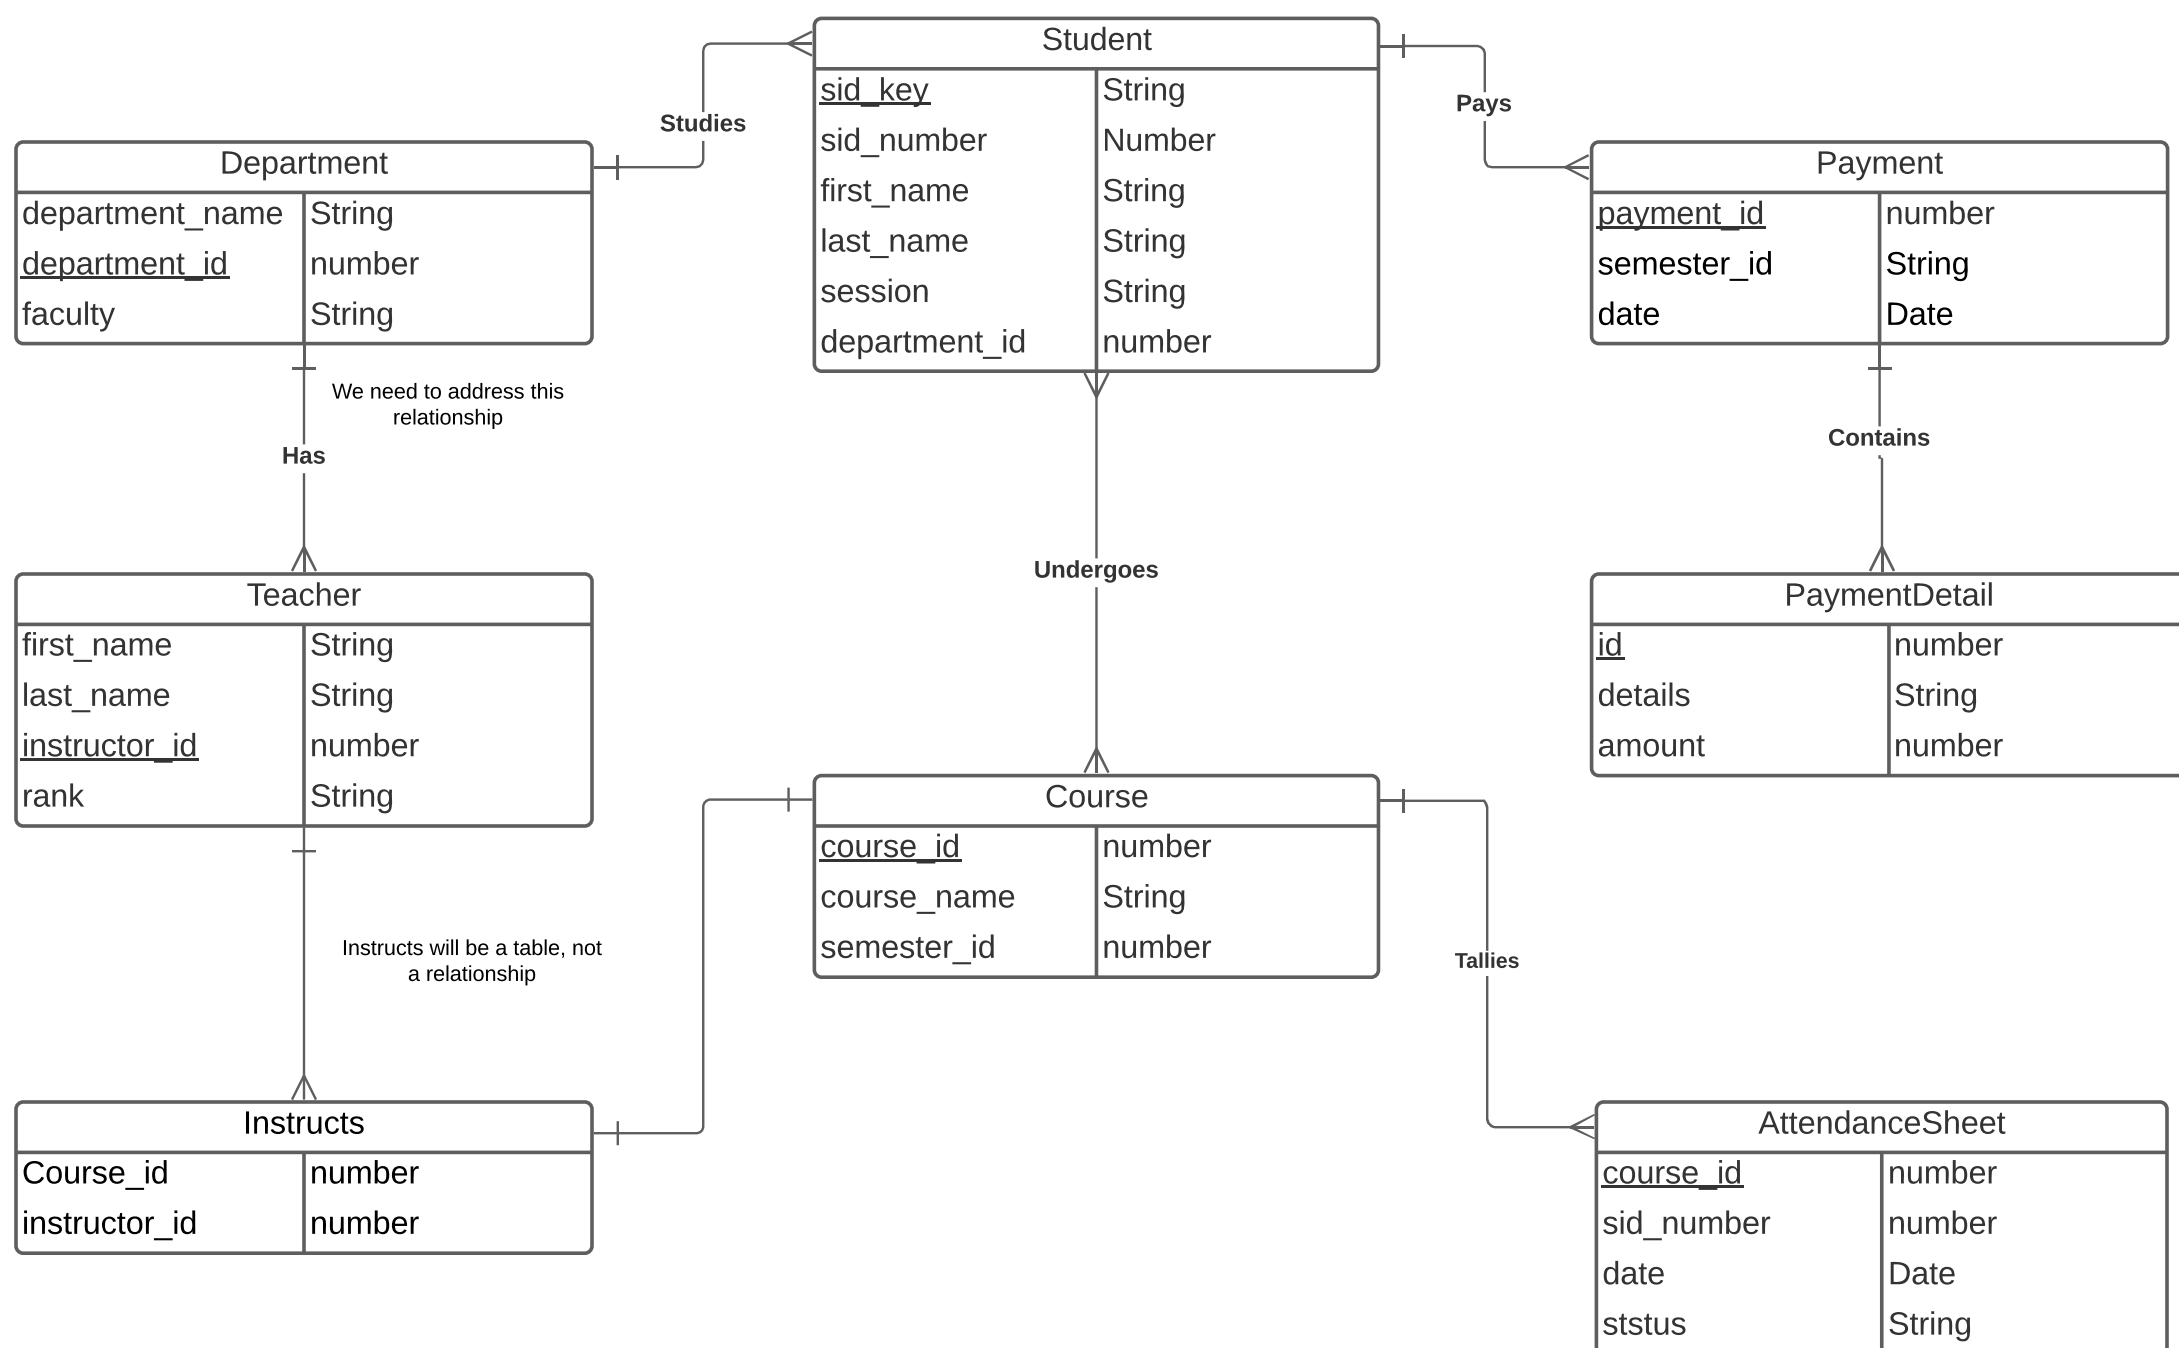 Student
sid_key String
sid_number Number
first_name String
last_name String
session String
department_id number
Studies
Pays
Department
department_name String
department_id number
faculty String
Payment
payment_id number
semester_id String
date Date
We need to address this
relationship
Has
Contains
Undergoes
Teacher
first_name String
last_name String
instructor_id number
rank String
PaymentDetail
id number
details String
amount number
Course
course_id number
course_name String
semester_id number
Instructs will be a table, not
a relationship
Tallies
Instructs
Course_id number
instructor_id number
AttendanceSheet
course_id number
sid_number number
date Date
ststus String